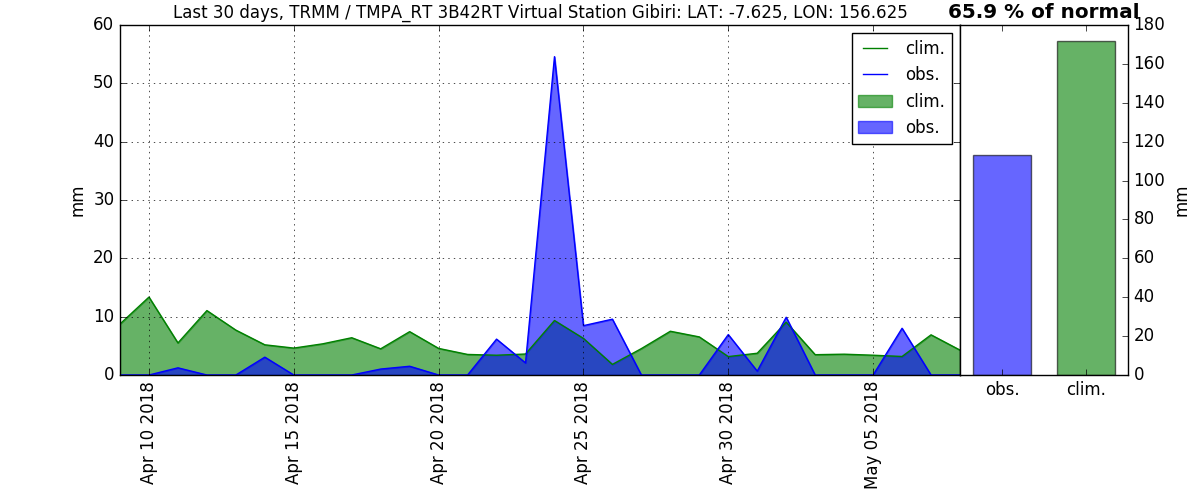 Last 30 days, TRMM / TMPA_RT 3B42RT Virtual Station Gibiri: LAT: -7.625, LON: 156.625
65.9 % of normal
60
50
40
30
20
10
0
mm
clim.
obs.
clim.
obs.
Apr 10 2018
Apr 15 2018
Apr 20 2018
Apr 25 2018
Apr 30 2018
May 05 2018
180
160
140
120
100
80
60
40
20
0
mm
obs.
clim.